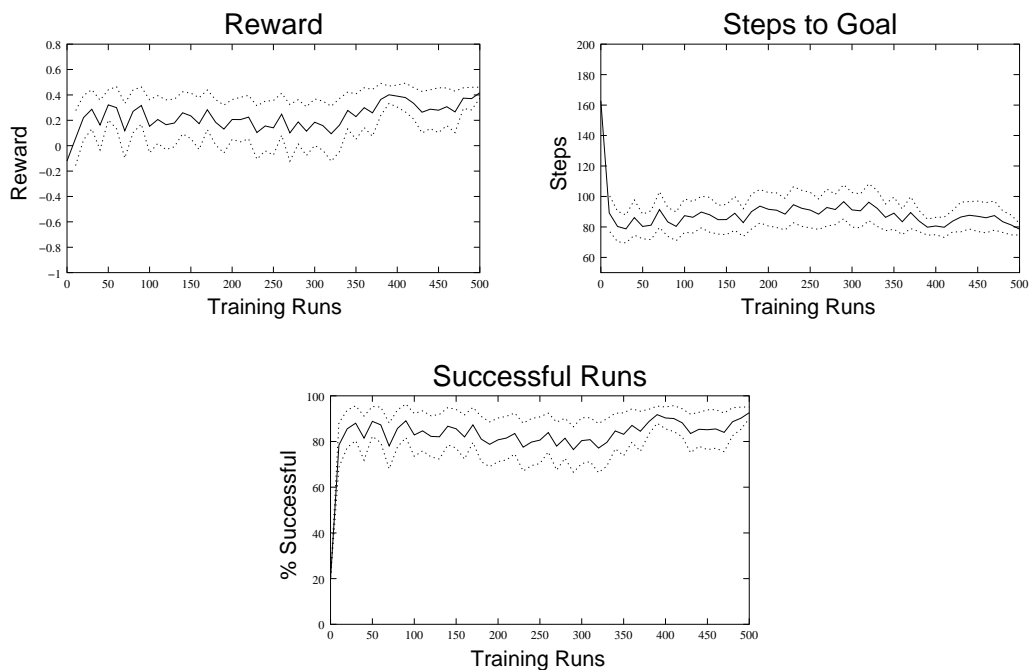 Reward
0.8
0.6
0.4
0.2
0
−0.2
−0.4
−0.6
−0.8
−1
Reward
0 50 100 150 200 250 300 350 400 450 500
Training Runs
Steps to Goal
200
180
160
140
120
100
80
60
Steps
0 50 100 150 200 250 300 350 400 450 500
Training Runs
Successful Runs
100
80
60
40
20
0
% Successful
0 50 100 150 200 250 300 350 400 450 500
Training Runs